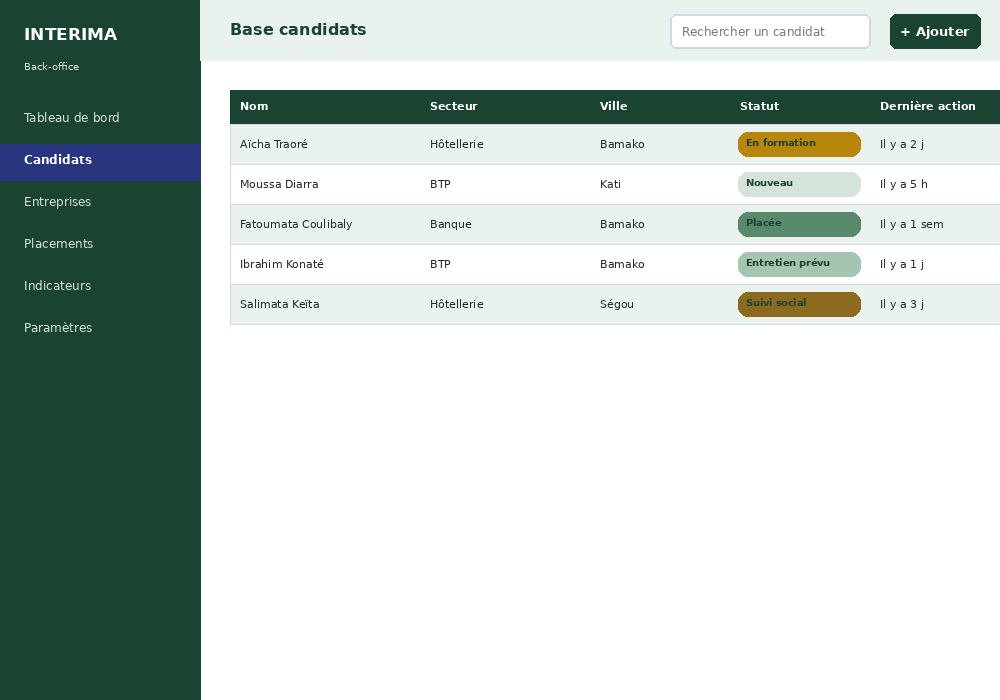 INTERIMA
Back-office
Tableau de bord
Candidats
Entreprises
Placements
Indicateurs
Paramètres
Base candidats
Rechercher un candidat
+ Ajouter
Nom Secteur Ville Statut Dernière action
Aïcha Traoré Hôtellerie Bamako En formation Il y a 2 j
Moussa Diarra BTP Kati Nouveau Il y a 5 h
Fatoumata Coulibaly Banque Bamako Placée Il y a 1 sem
Ibrahim Konaté BTP Bamako Entretien prévu Il y a 1 j
Salimata Keïta Hôtellerie Ségou Suivi social Il y a 3 j